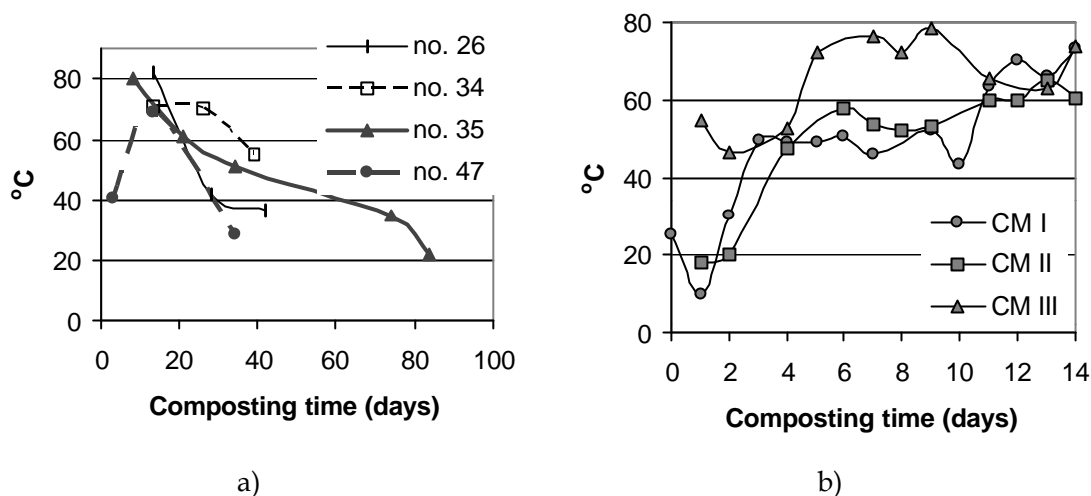 no. 26
no. 34
no. 35
no. 47
80
60
40
20
0
°C
0 20 40 60 80 100
Composting time (days)
a)
80
60
40
20
0
°C
CM I
CM II
CM III
0 2 4 6 8 10 12 14
Composting time (days)
b)